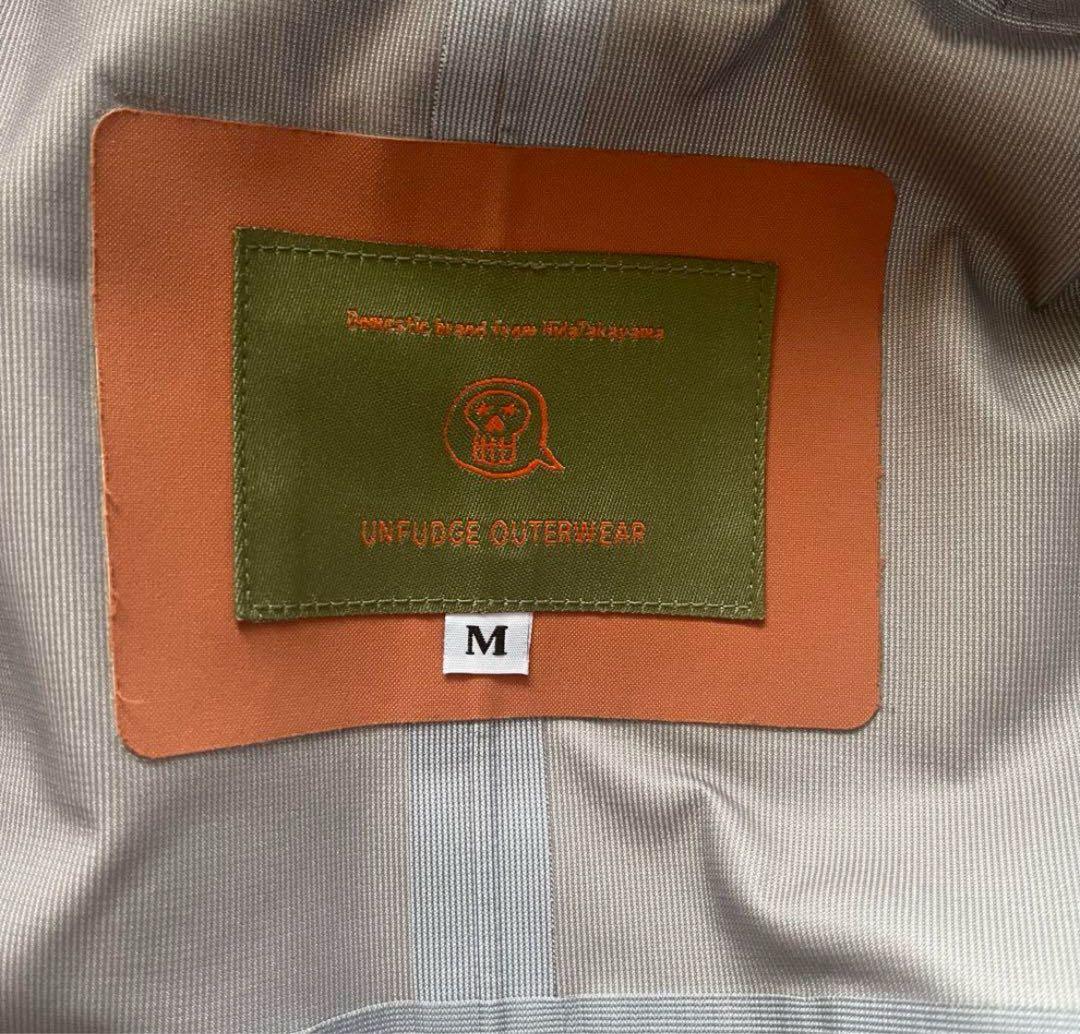 Domestic brand from HidaTakayama
UNFUDGE OUTERWEAR
M